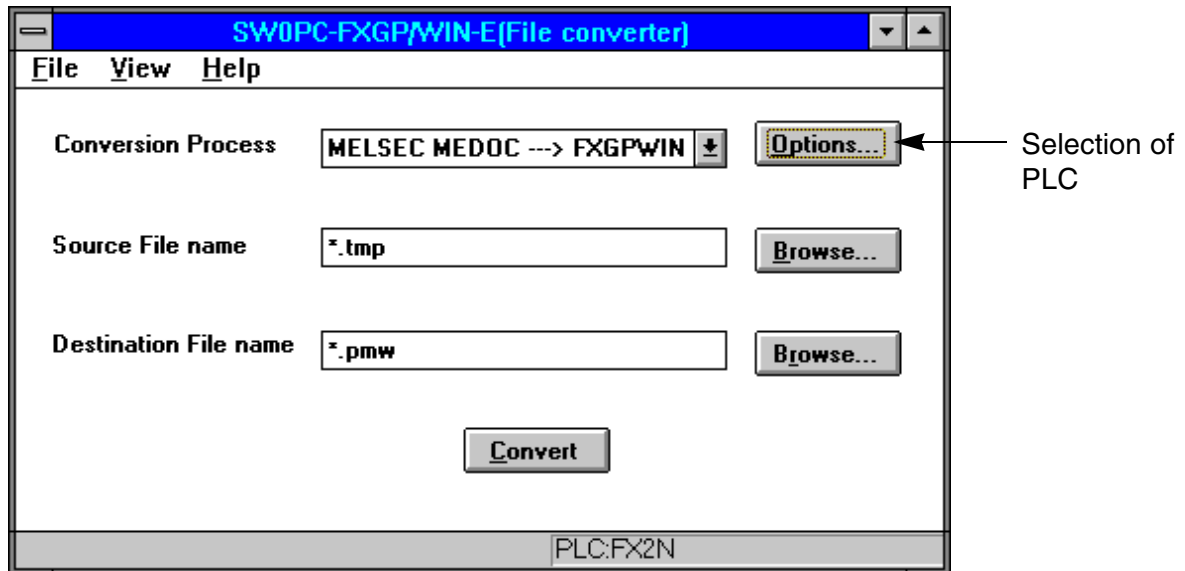 SW0PC-FXGP/WIN-E(File converter)
File View Help
Conversion Process
MELSEC MEDOC ---> FXGPWIN
Options...
Selection of
PLC
Source File name
*.tmp
Browse...
Destination File name
*.pmw
Browse...
Convert
PLC:FX2N